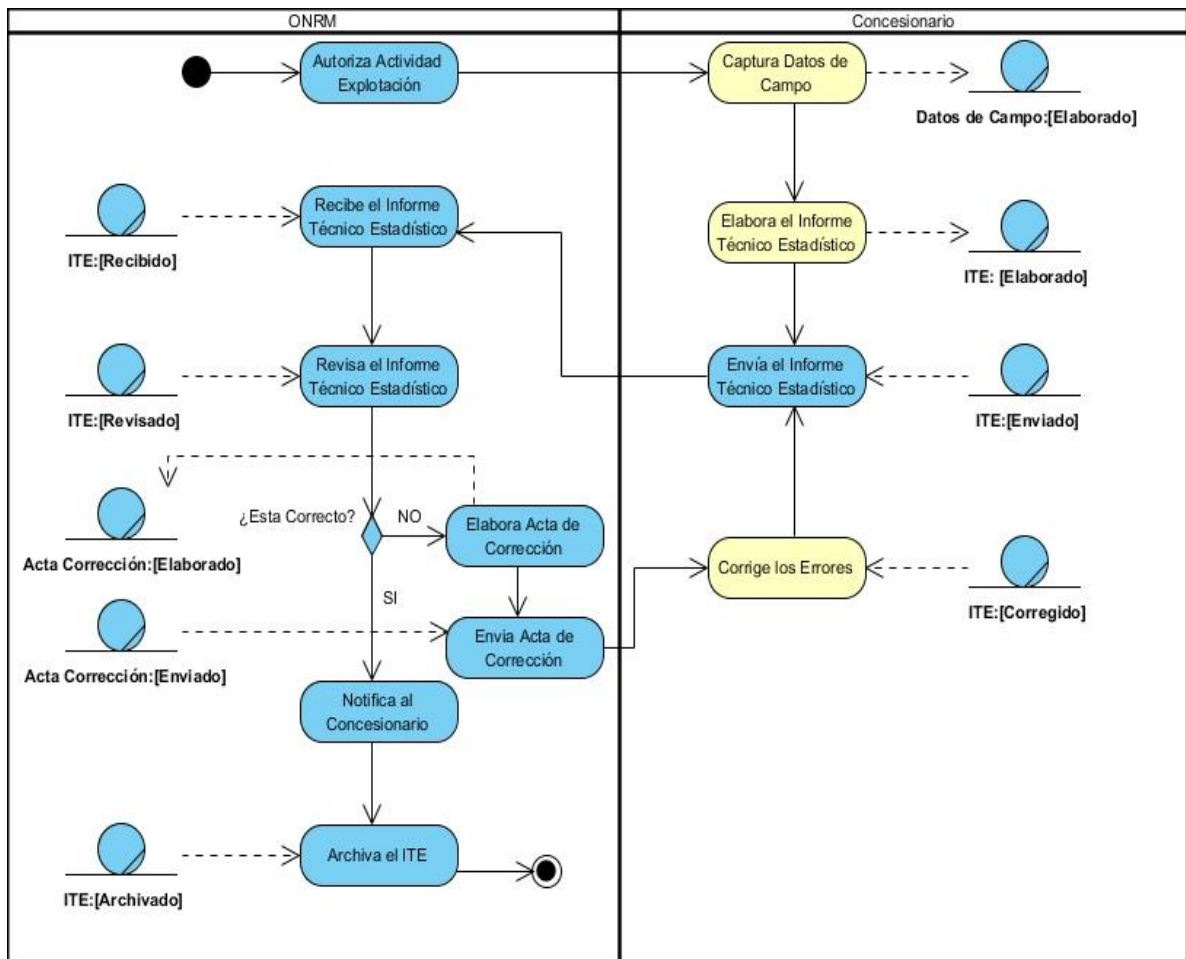 ONRM
Concesionario
Autoriza Actividad
Explotación
Captura Datos de
Campo
Datos de Campo:[Elaborado]
Recibe el Informe
Técnico Estadístico
ITE:[Recibido]
Elabora el Informe
Técnico Estadístico
ITE: [Elaborado]
Revisa el Informe
Técnico Estadístico
ITE:[Revisado]
Envía el Informe
Técnico Estadístico
ITE:[Enviado]
¿Esta Correcto?
NO
Elabora Acta de
Corrección
Acta Corrección:[Elaborado]
Corrige los Errores
ITE:[Corregido]
SI
Envia Acta de
Corrección
Acta Corrección:[Enviado]
Notifica al
Concesionario
Archiva el ITE
ITE:[Archivado]